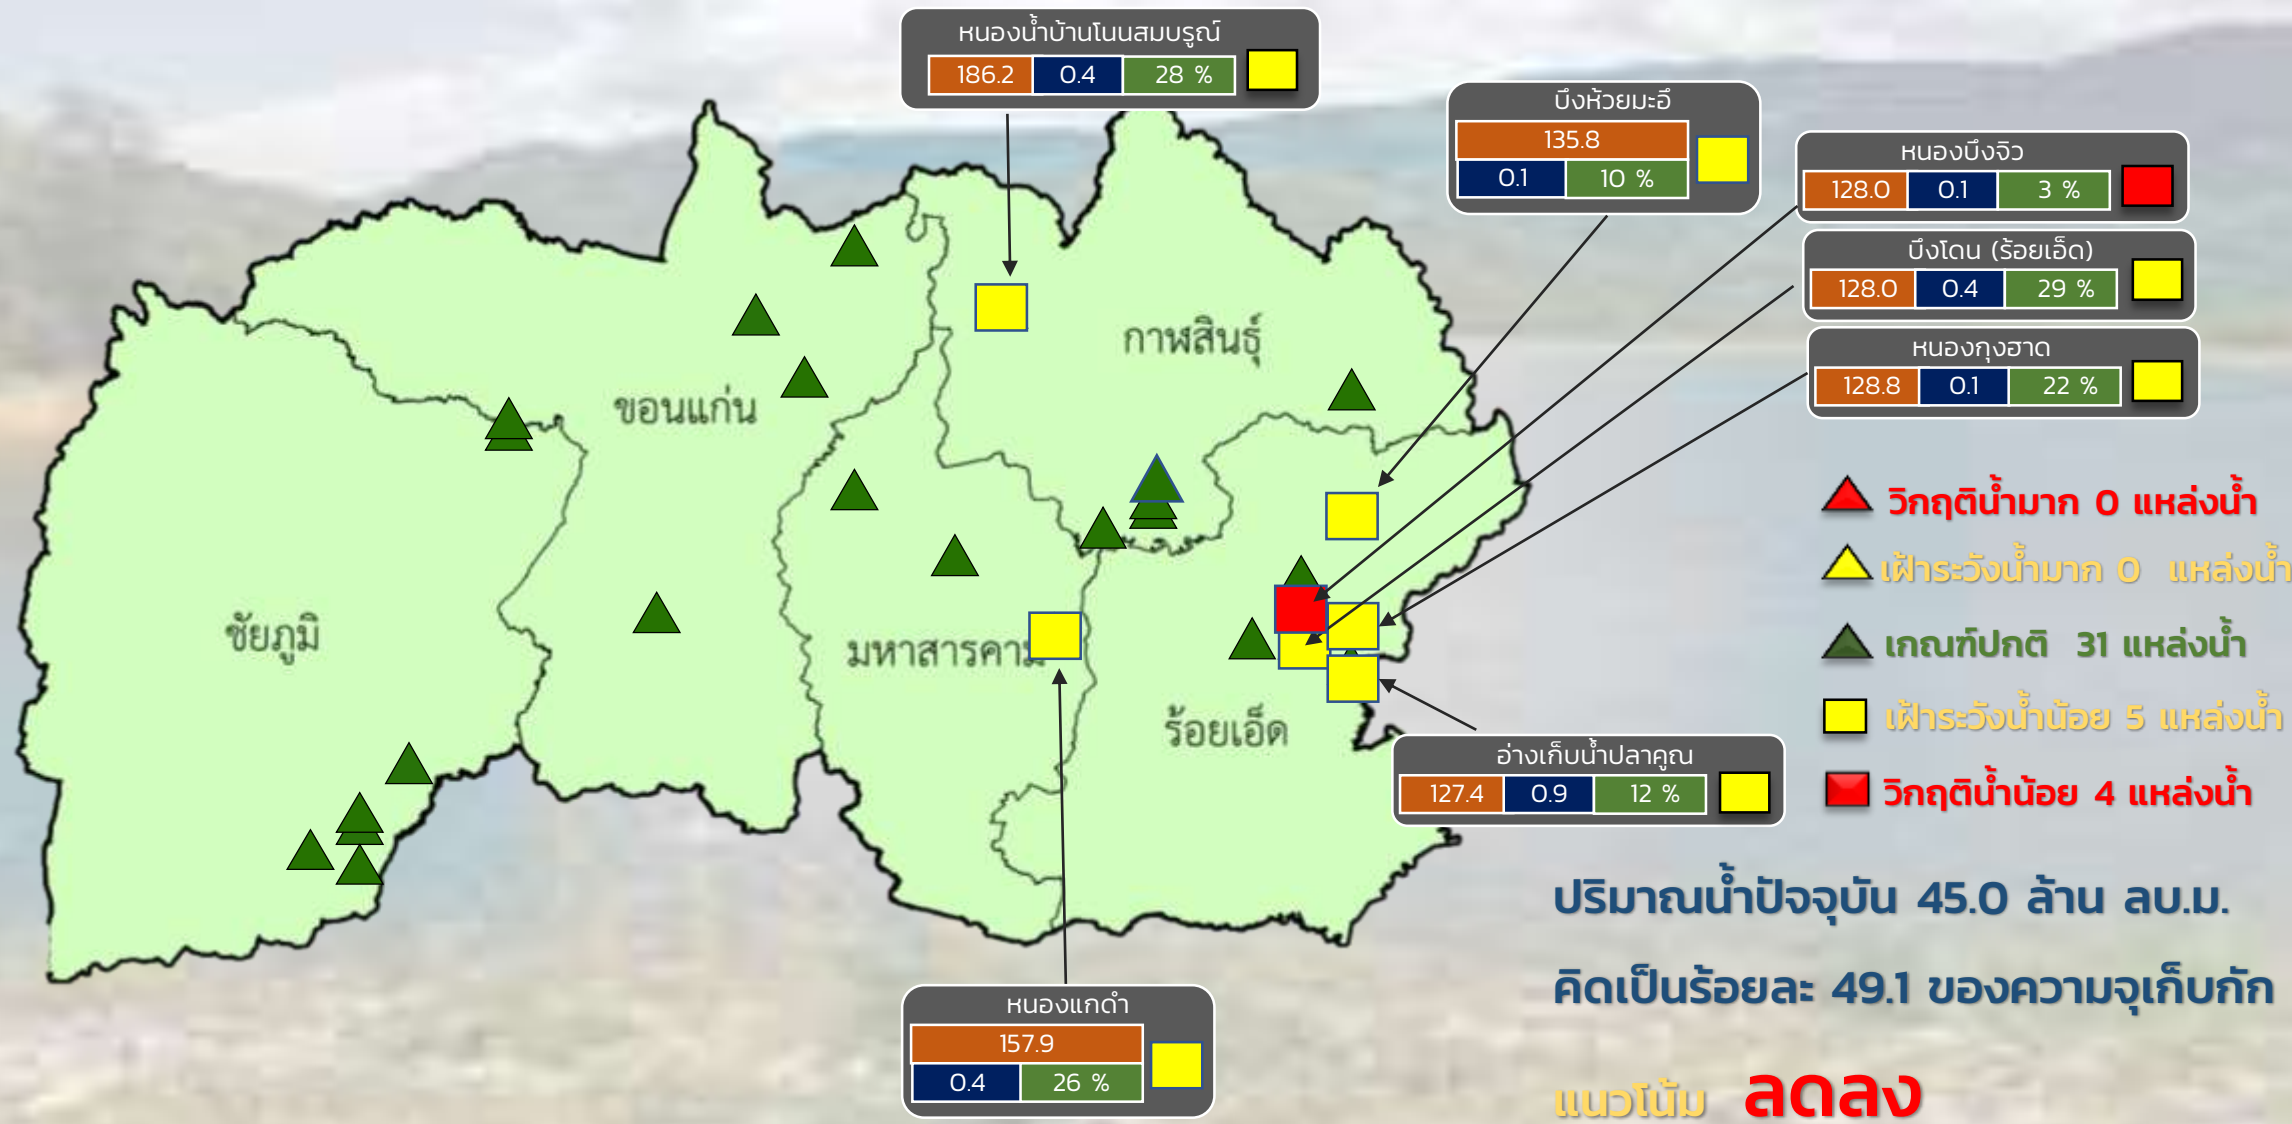 หนองน้ำบ้านโนนสมบรูณ์
186.2 0.4 28 %
บึงห้วยมะอึ
135.8
0.1 10 %
หนองบึงจิว
128.0 0.1 3 %
บึงโดน (ร้อยเอ็ด)
128.0 0.4 29 %
หนองกุงฮาด
128.8 0.1 22 %
กาฬสินธุ์
ขอนแก่น
ชัยภูมิ
มหาสารคาม
ร้อยเอ็ด
วิกฤติน้ำมาก 0 แหล่งน้ำ
เฝ้าระวังน้ำมาก 0 แหล่งน้ำ
เกณฑ์ปกติ 31 แหล่งน้ำ
เฝ้าระวังน้ำน้อย 5 แหล่งน้ำ
วิกฤติน้ำน้อย 4 แหล่งน้ำ
อ่างเก็บน้ำปลาคูณ
127.4 0.9 12 %
ปริมาณน้ำปัจจุบัน 45.0 ล้าน ลบ.ม.
คิดเป็นร้อยละ 49.1 ของความจุเก็บกัก
หนองแกดำ
157.9
0.4 26 %
แนวโน้ม ลดลง